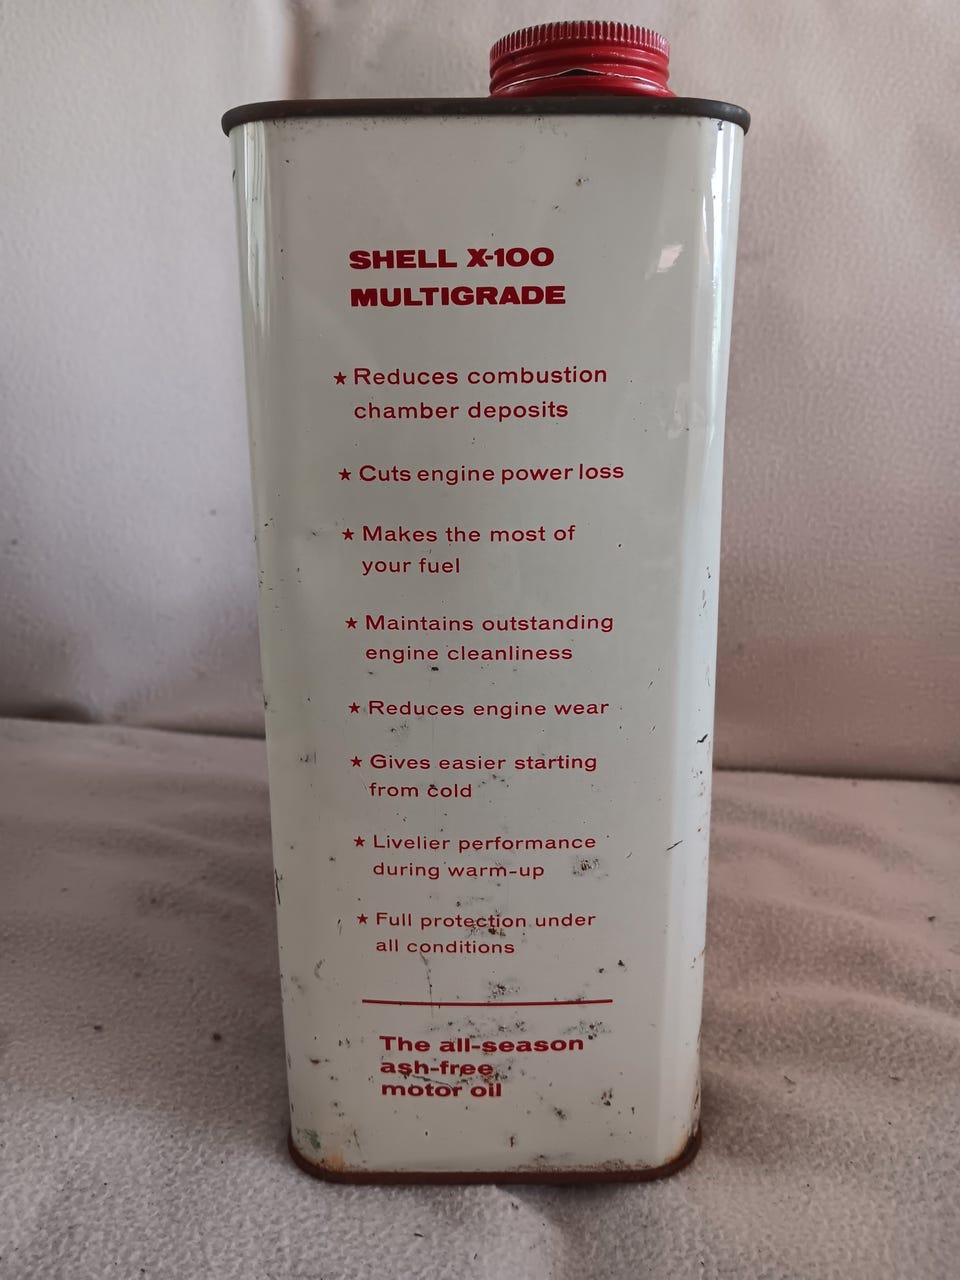 SHELL X-100
MULTIGRADE
★ Reduces combustion
chamber deposits
★ Cuts engine power loss
★ Makes the most of
your fuel
★ Maintains outstanding
engine cleanliness
★ Reduces engine wear
★ Gives easier starting
from cold
★ Livelier performance
during warm-up
★ Full protection under
all conditions
The all-season
ash-free
motor oil